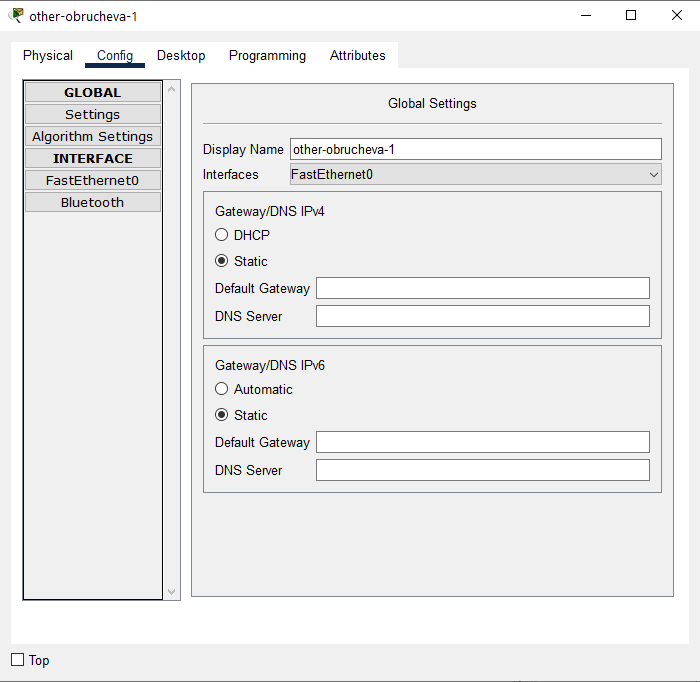 other-obrucheva-1
Physical Config Desktop Programming Attributes
GLOBAL
Settings
Algorithm Settings
INTERFACE
FastEthernet0
Bluetooth
Global Settings
Display Name other-obrucheva-1
Interfaces FastEthernet0
Gateway/DNS IPv4
DHCP
Static
Default Gateway
DNS Server
Gateway/DNS IPv6
Automatic
Static
Default Gateway
DNS Server
Top